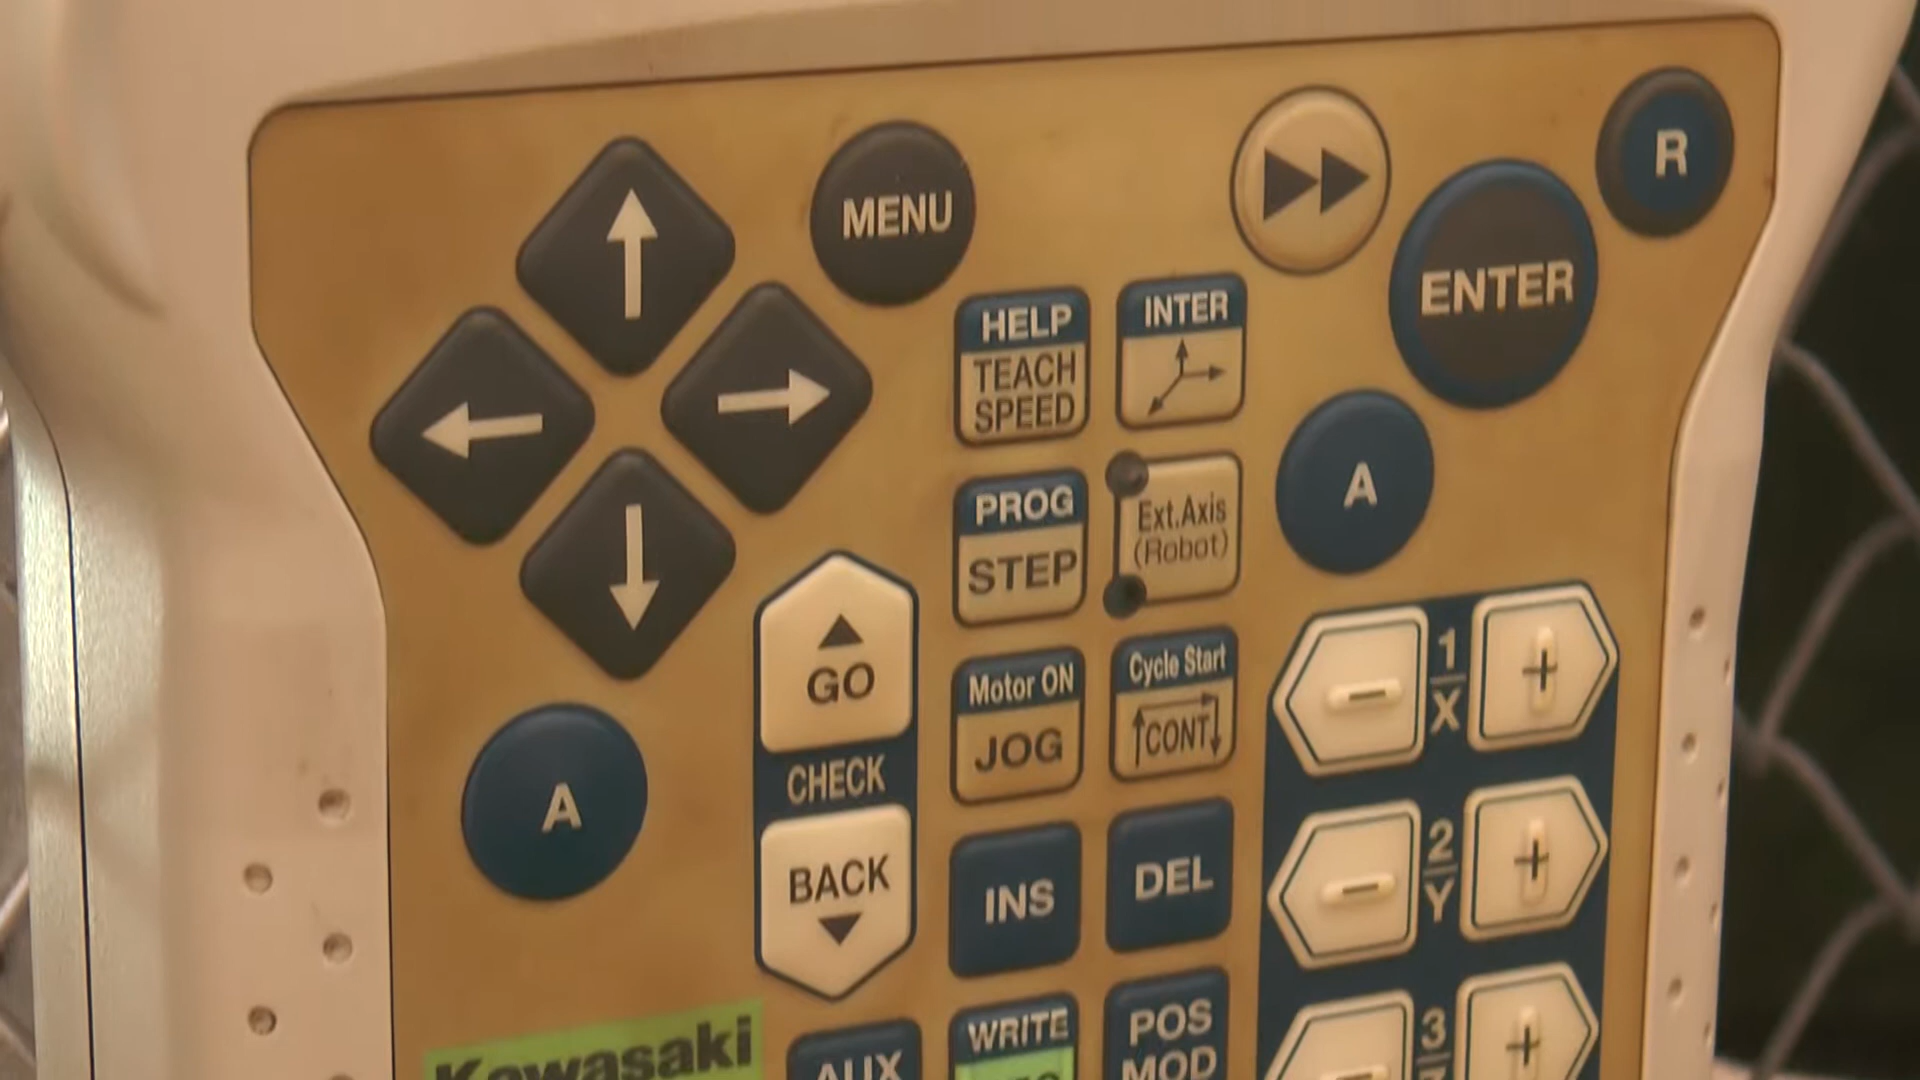 R
MENU
ENTER
HELP
TEACH
SPEED
INTER
A
PROG
STEP
Ext.Axis
(Robot)
GO
CHECK
BACK
Motor ON
JOG
Cycle Start
CONT
1
X
- +
A
INS
DEL
2
Y
- +
Kawasaki
AUX
WRITE
POS
MOD
3
- +